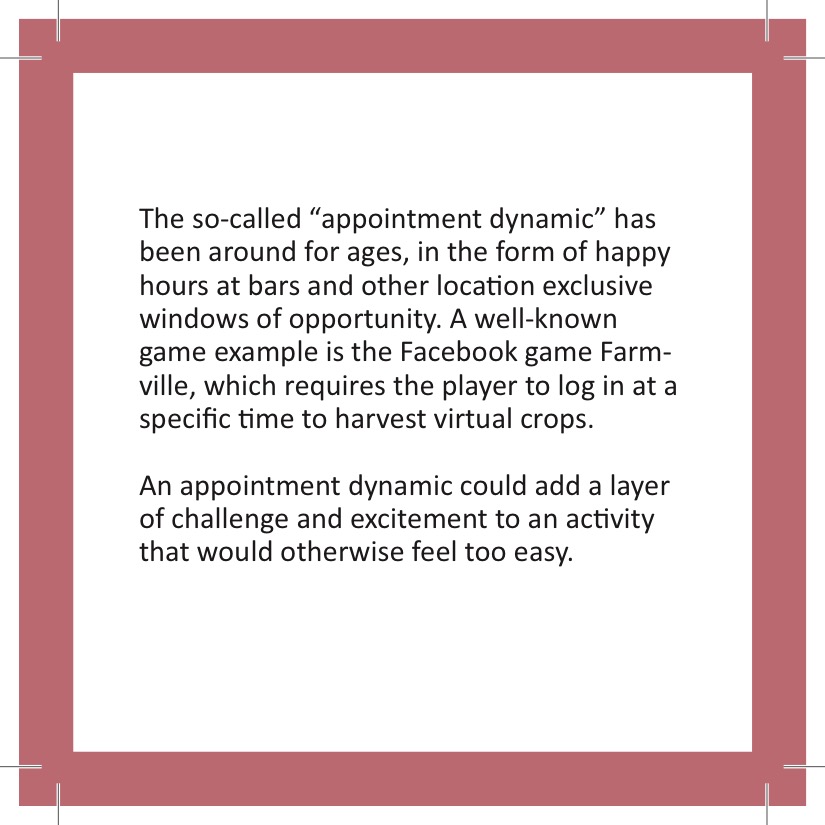 The so-called “appointment dynamic” has
been around for ages, in the form of happy
hours at bars and other location exclusive
windows of opportunity. A well-known
game example is the Facebook game Farm-
ville, which requires the player to log in at a
specific time to harvest virtual crops.
An appointment dynamic could add a layer
of challenge and excitement to an activity
that would otherwise feel too easy.